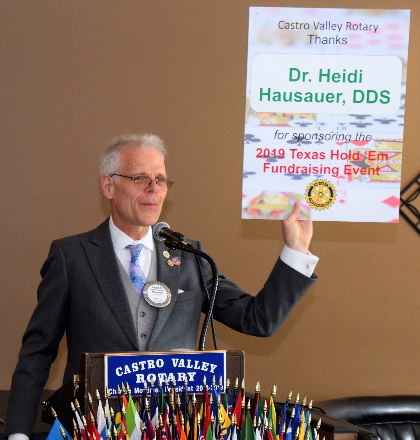 Castro Valley Rotary
Thanks
Dr. Heidi
Hausauer, DDS
for sponsoring the
2019 Texas Hold 'Em
Fundraising Event
CASTRO VALLEY
ROTARY
President